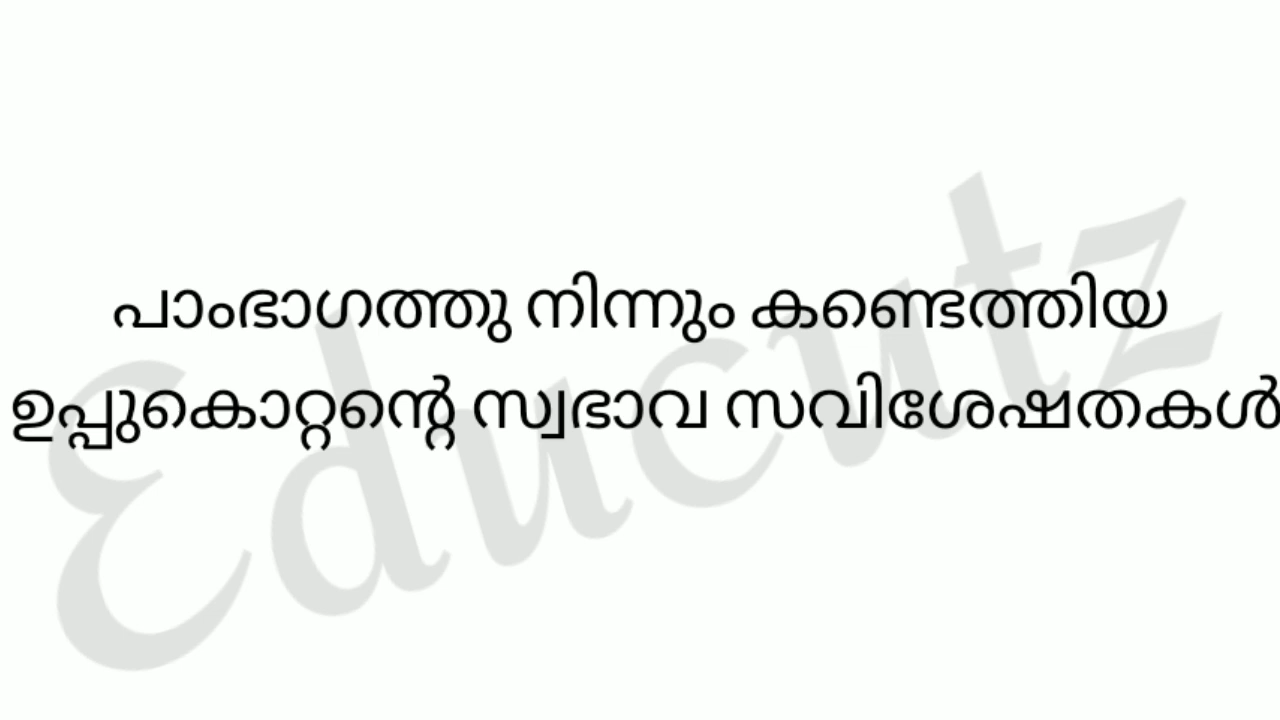 പാംഭാഗത്തു നിന്നും കണ്ടെത്തിയ
ഉപ്പുകൊറ്റന്റെ സ്വഭാവ സവിശേഷതകൾ
Educutz